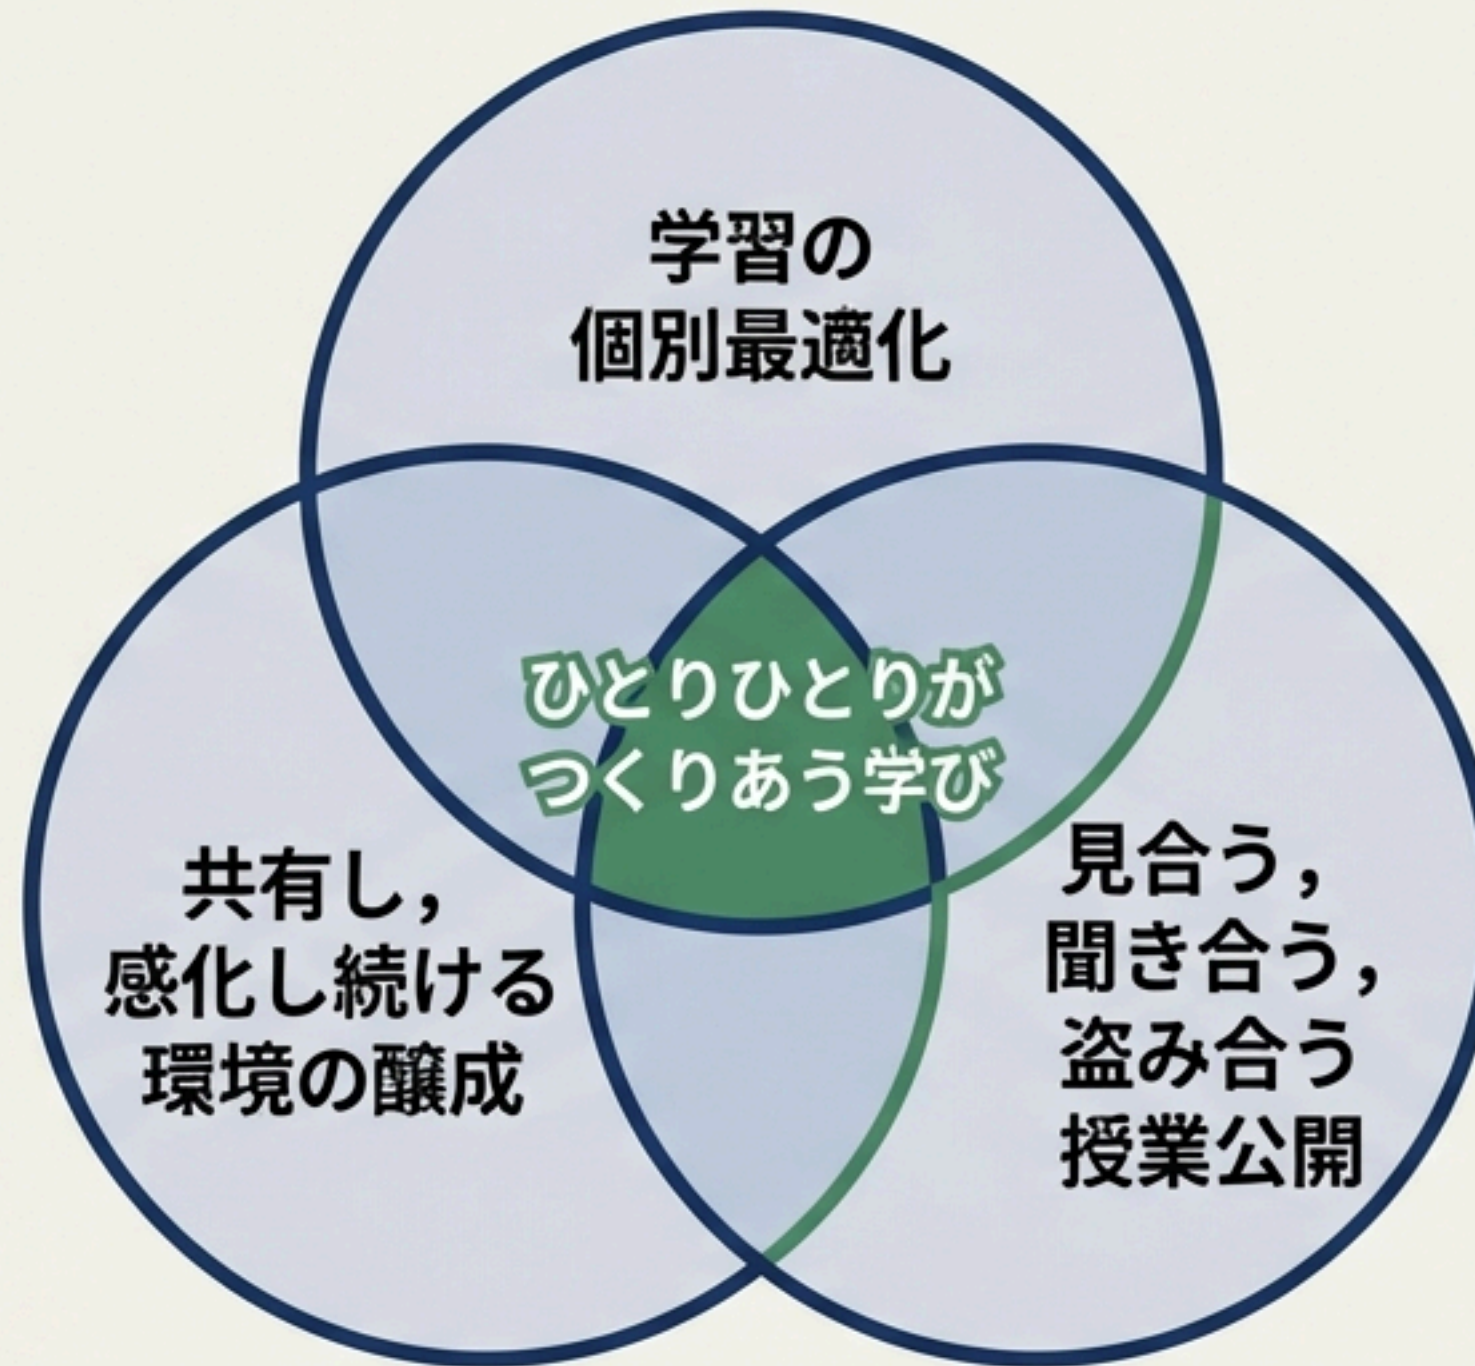 学習の
個別最適化
ひとりひとりが
つくりあう学び
共有し，
感化し続ける
環境の醸成
見合う，
聞き合う，
盗み合う
授業公開